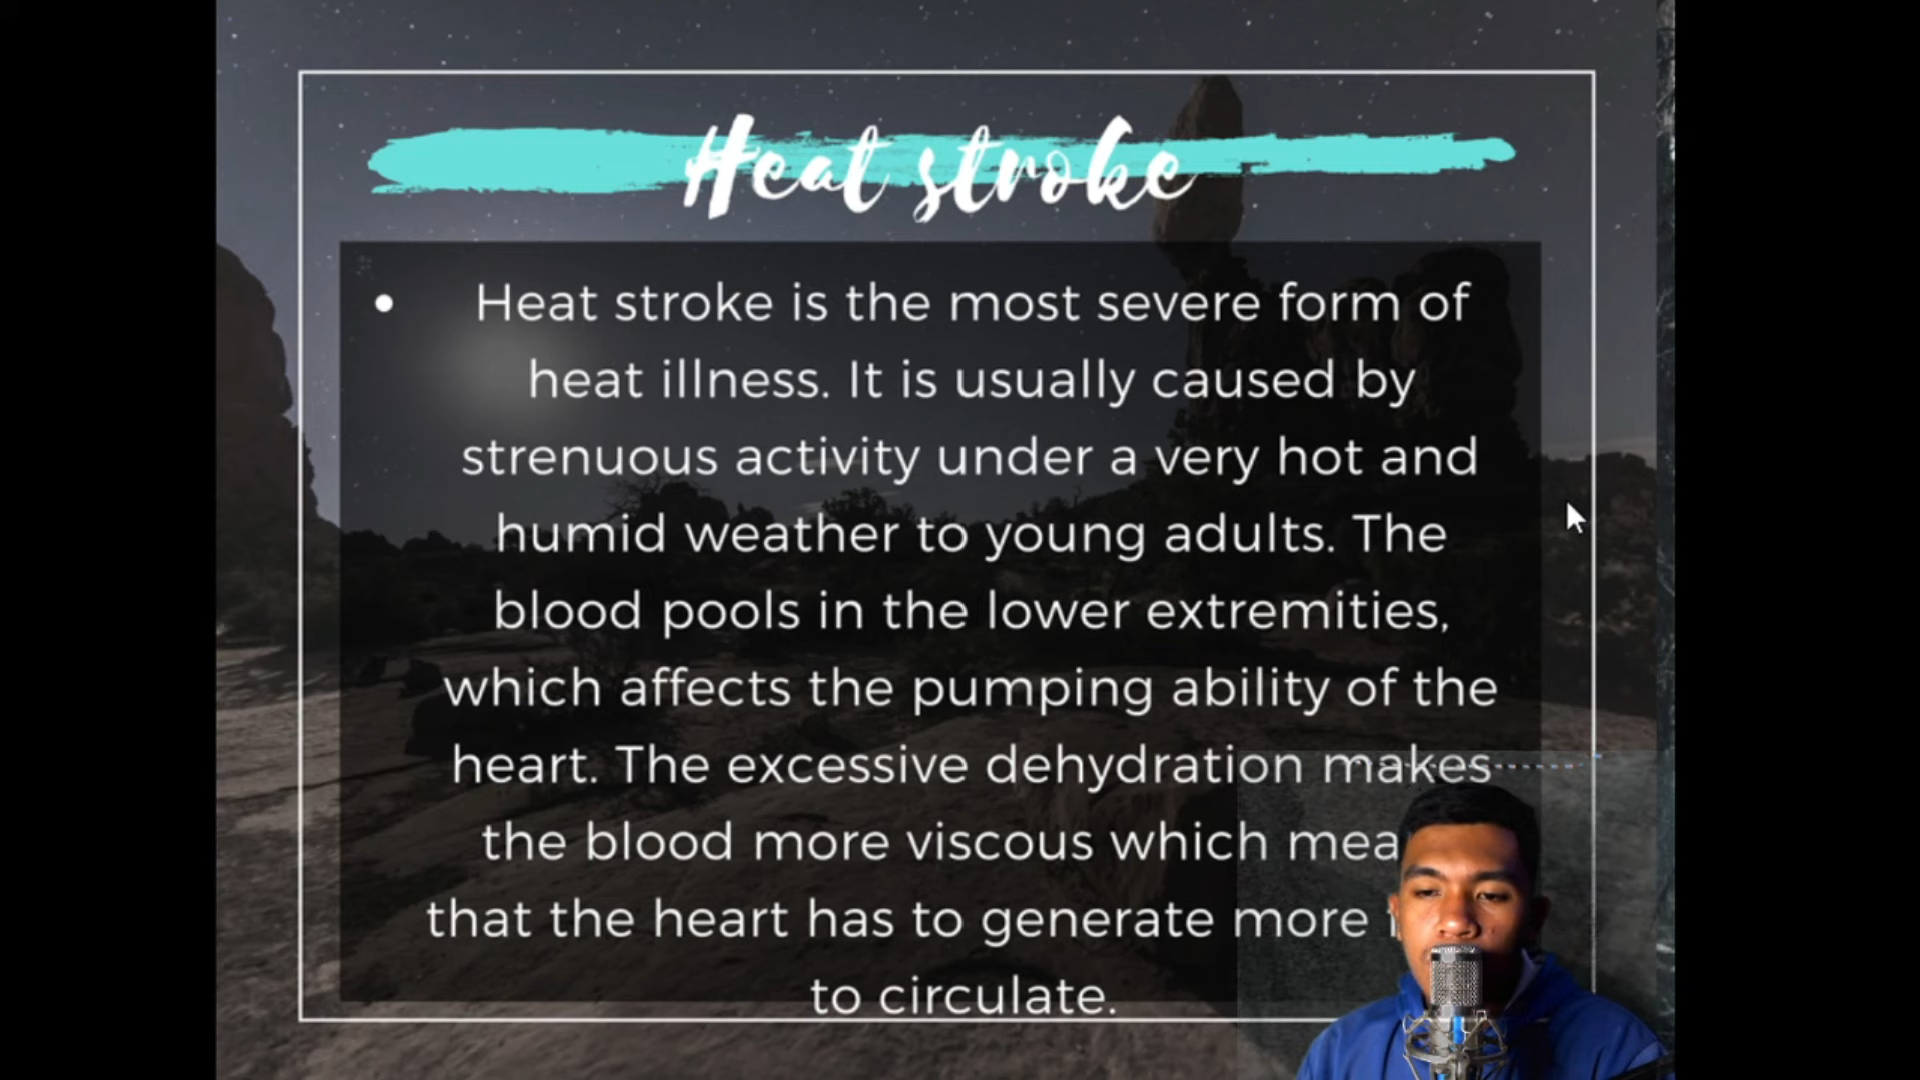 Heat stroke
• Heat stroke is the most severe form of
heat illness. It is usually caused by
strenuous activity under a very hot and
humid weather to young adults. The
blood pools in the lower extremities,
which affects the pumping ability of the
heart. The excessive dehydration makes
the blood more viscous which
that the heart has to generate more
to circulate.